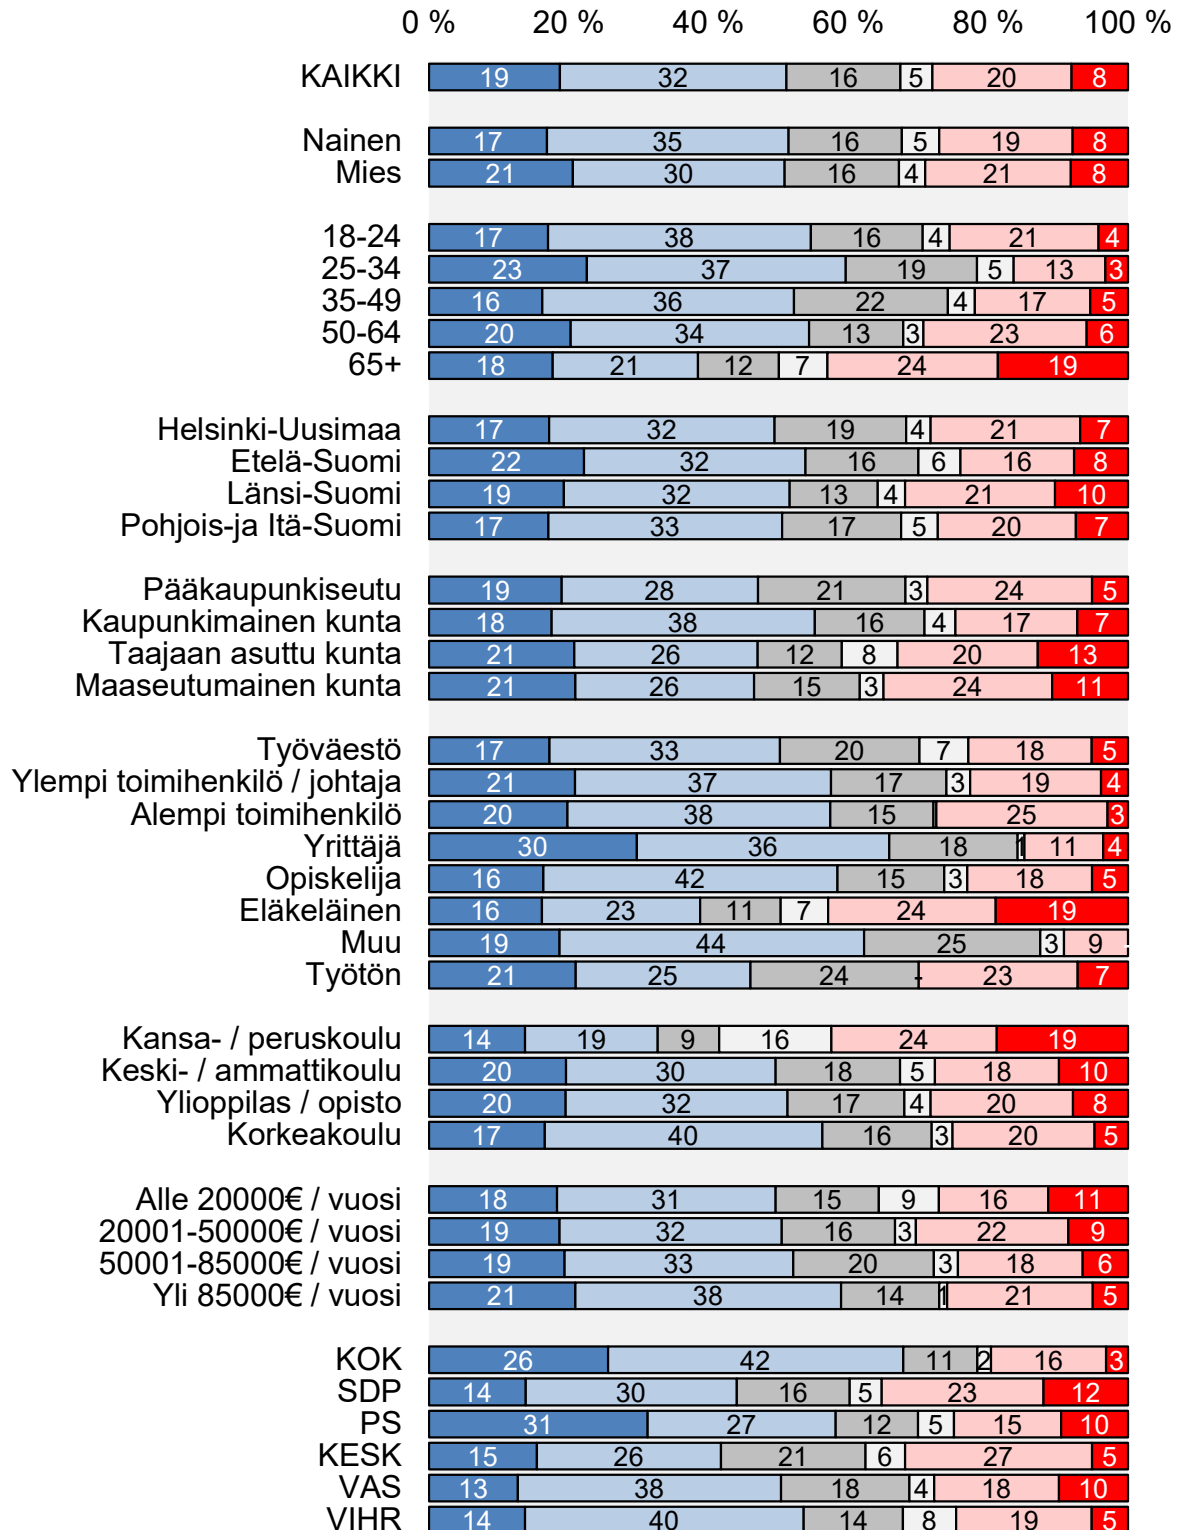 0 % 20 % 40 % 60 % 80 % 100 %
KAIKKI 19 32 16 5 20 8
Nainen 17 35 16 5 19 8
Mies 21 30 16 4 21 8
18-24 17 38 16 4 21 4
25-34 23 37 19 5 13 3
35-49 16 36 22 4 17 5
50-64 20 34 13 3 23 6
65+ 18 21 12 7 24 19
Helsinki-Uusimaa 17 32 19 4 21 7
Etelä-Suomi 22 32 16 6 16 8
Länsi-Suomi 19 32 13 4 21 10
Pohjois-ja Itä-Suomi 17 33 17 5 20 7
Pääkaupunkiseutu 19 28 21 3 24 5
Kaupunkimainen kunta 18 38 16 4 17 7
Taajaan asuttu kunta 21 26 12 8 20 13
Maaseutumainen kunta 21 26 15 3 24 11
Työväestö 17 33 20 7 18 5
Ylempi toimihenkilö / johtaja 21 37 17 3 19 4
Alempi toimihenkilö 20 38 15 25 3
Yrittäjä 30 36 18 1 11 4
Opiskelija 16 42 15 3 18 5
Eläkeläinen 16 23 11 7 24 19
Muu 19 44 25 3 9 -
Työtön 21 25 24 - 23 7
Kansa- / peruskoulu 14 19 9 16 24 19
Keski- / ammattikoulu 20 30 18 5 18 10
Ylioppilas / opisto 20 32 17 4 20 8
Korkeakoulu 17 40 16 3 20 5
Alle 20000€ / vuosi 18 31 15 9 16 11
20001-50000€ / vuosi 19 32 16 3 22 9
50001-85000€ / vuosi 19 33 20 3 18 6
Yli 85000€ / vuosi 21 38 14 1 21 5
KOK 26 42 11 2 16 3
SDP 14 30 16 5 23 12
PS 31 27 12 5 15 10
KESK 15 26 21 6 27 5
VAS 13 38 18 4 18 10
VIHR 14 40 14 8 19 5